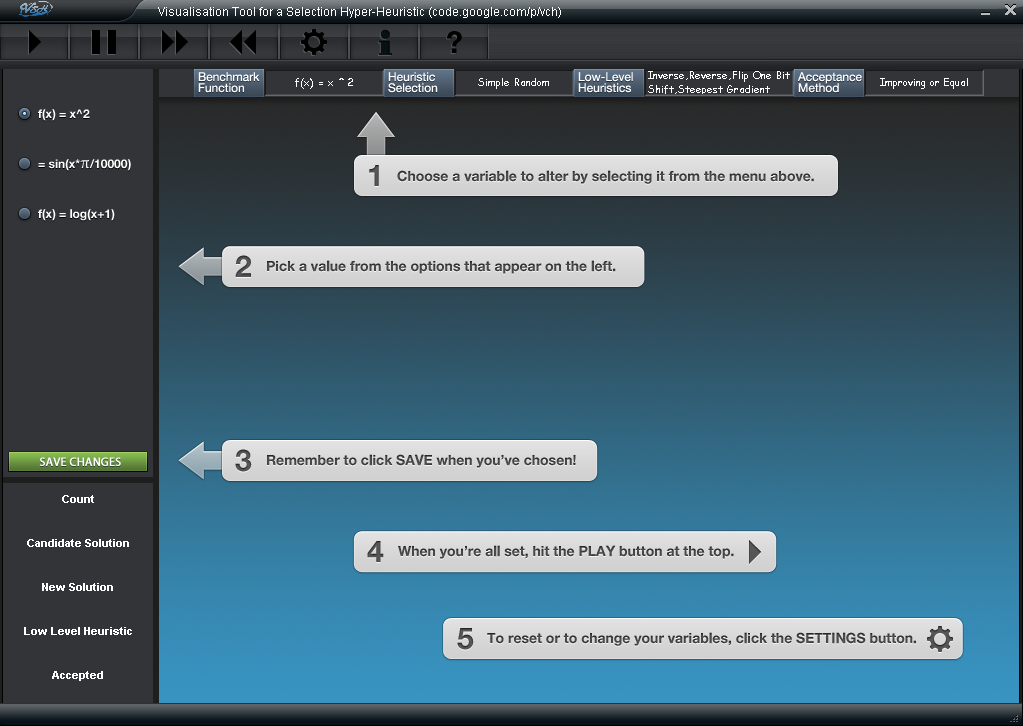 VSHH
Visualisation Tool for a Selection Hyper-Heuristic (code.google.com/p/vch)
Benchmark Function
f(x) = x ^ 2
Heuristic Selection
Simple Random
Low-Level Heuristics
Inverse,Reverse,Flip One Bit
Shift,Steepest Gradient
Acceptance Method
Improving or Equal
f(x) = x^2
= sin(x*π/10000)
f(x) = log(x+1)
1 Choose a variable to alter by selecting it from the menu above.
2 Pick a value from the options that appear on the left.
3 Remember to click SAVE when you've chosen!
SAVE CHANGES
Count
Candidate Solution
New Solution
Low Level Heuristic
Accepted
4 When you're all set, hit the PLAY button at the top.
5 To reset or to change your variables, click the SETTINGS button.